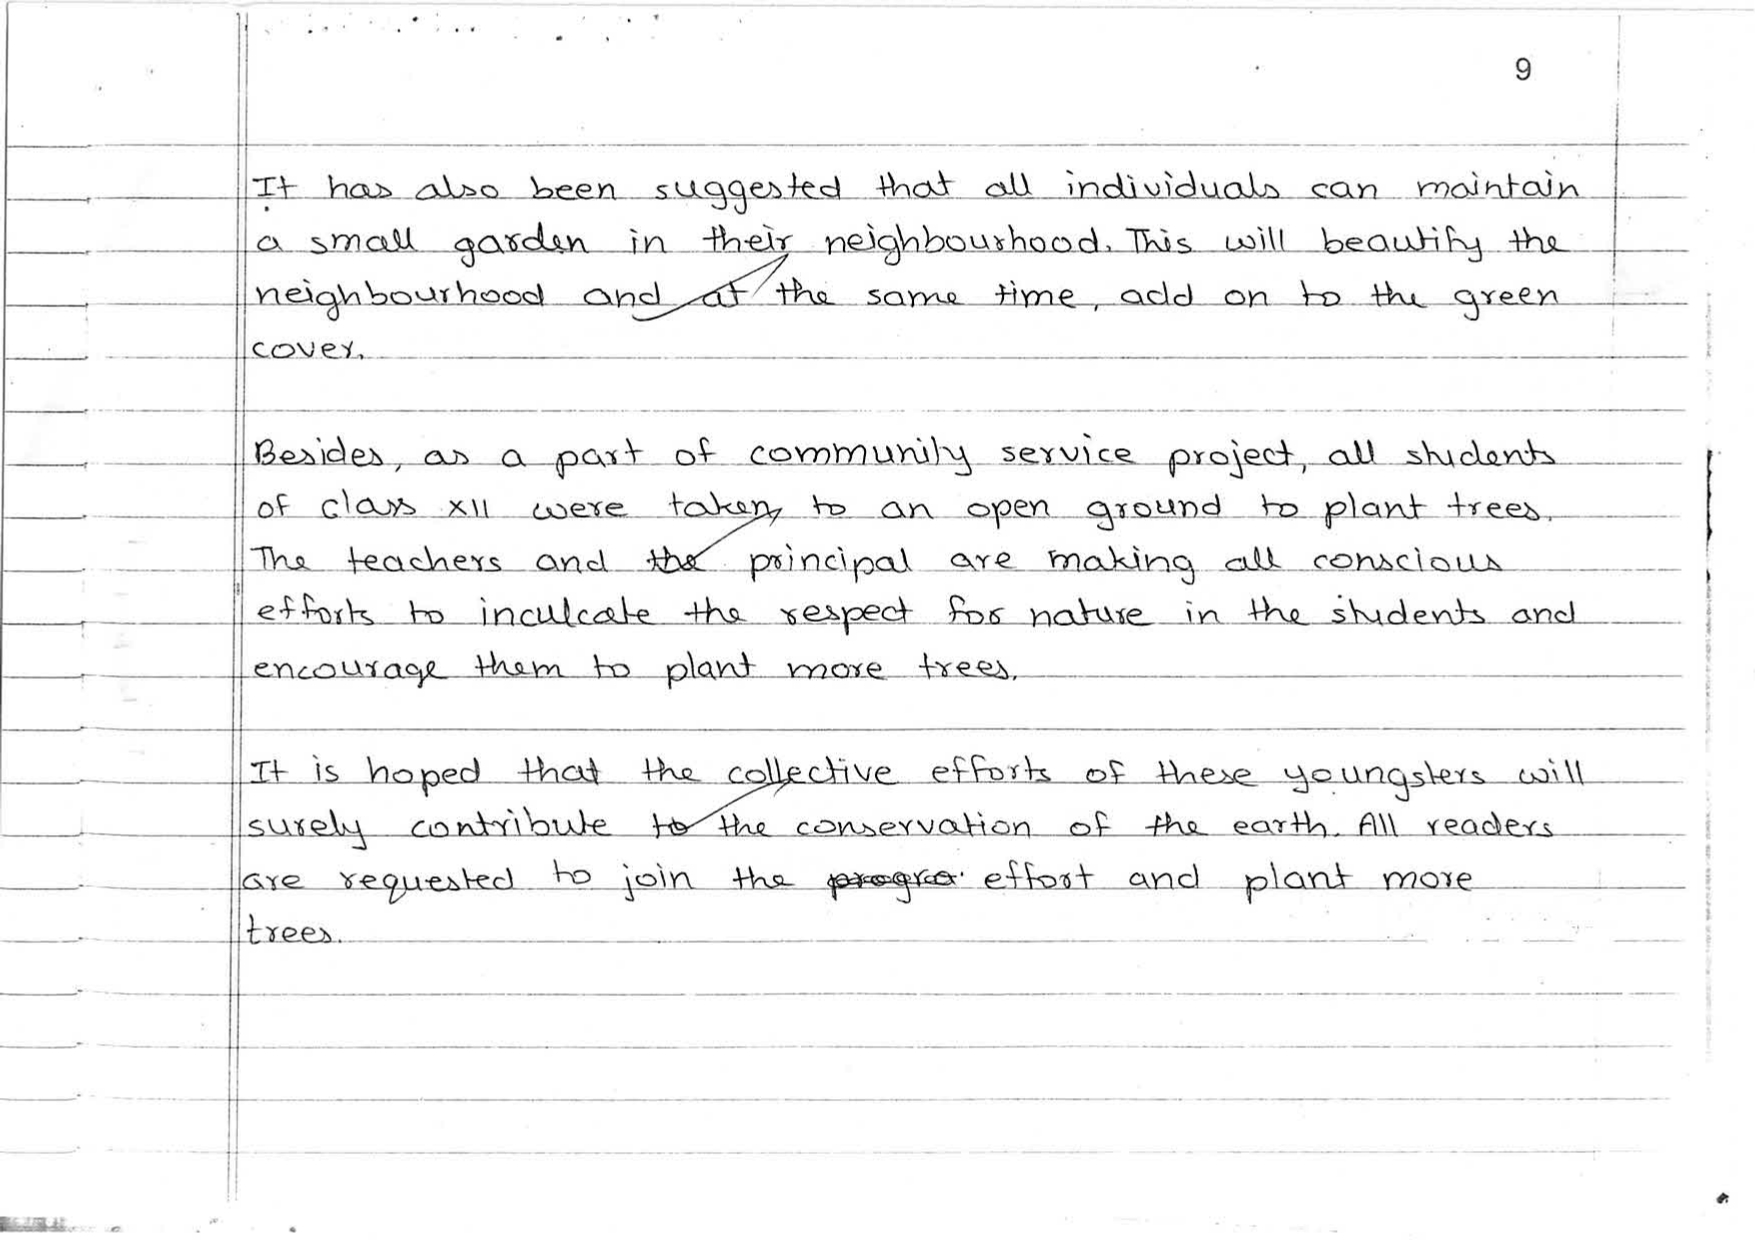 9
It has also been suggested that all individuals can maintain
a small garden in their neighbourhood. This will beautify the
neighbourhood and at the same time, add on to the green
cover.
Besides, as a part of community service project, all students
of class XII were taken to an open ground to plant trees.
The teachers and the principal are making all conscious
efforts to inculcate the respect for nature in the students and
encourage them to plant more trees.
It is hoped that the collective efforts of these youngsters will
surely contribute to the conservation of the earth. All readers
are requested to join the progra effort and plant more
trees.